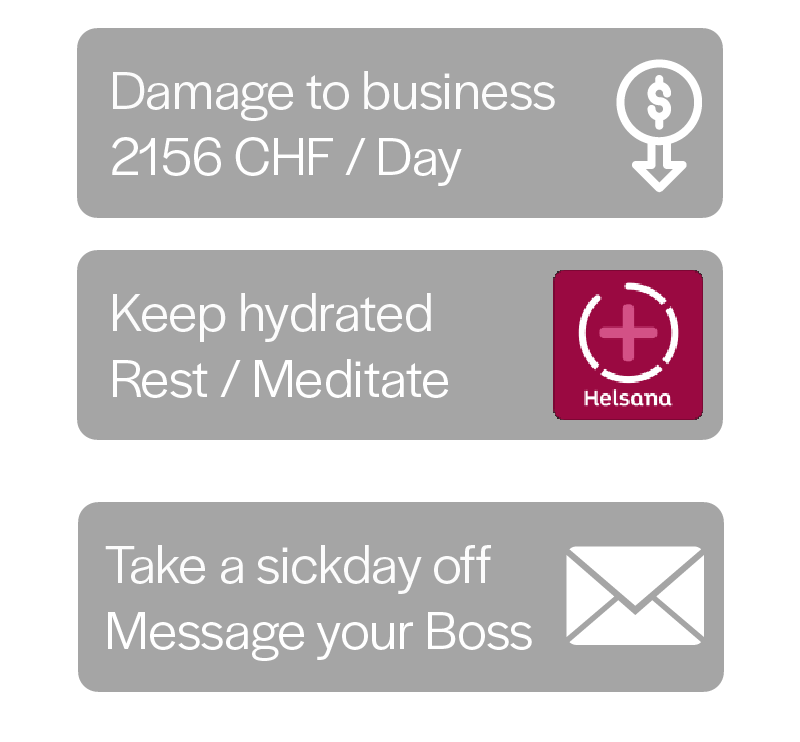 Damage to business
2156 CHF / Day
$
Keep hydrated
Rest / Meditate
Helsana
Take a sickday off
Message your Boss